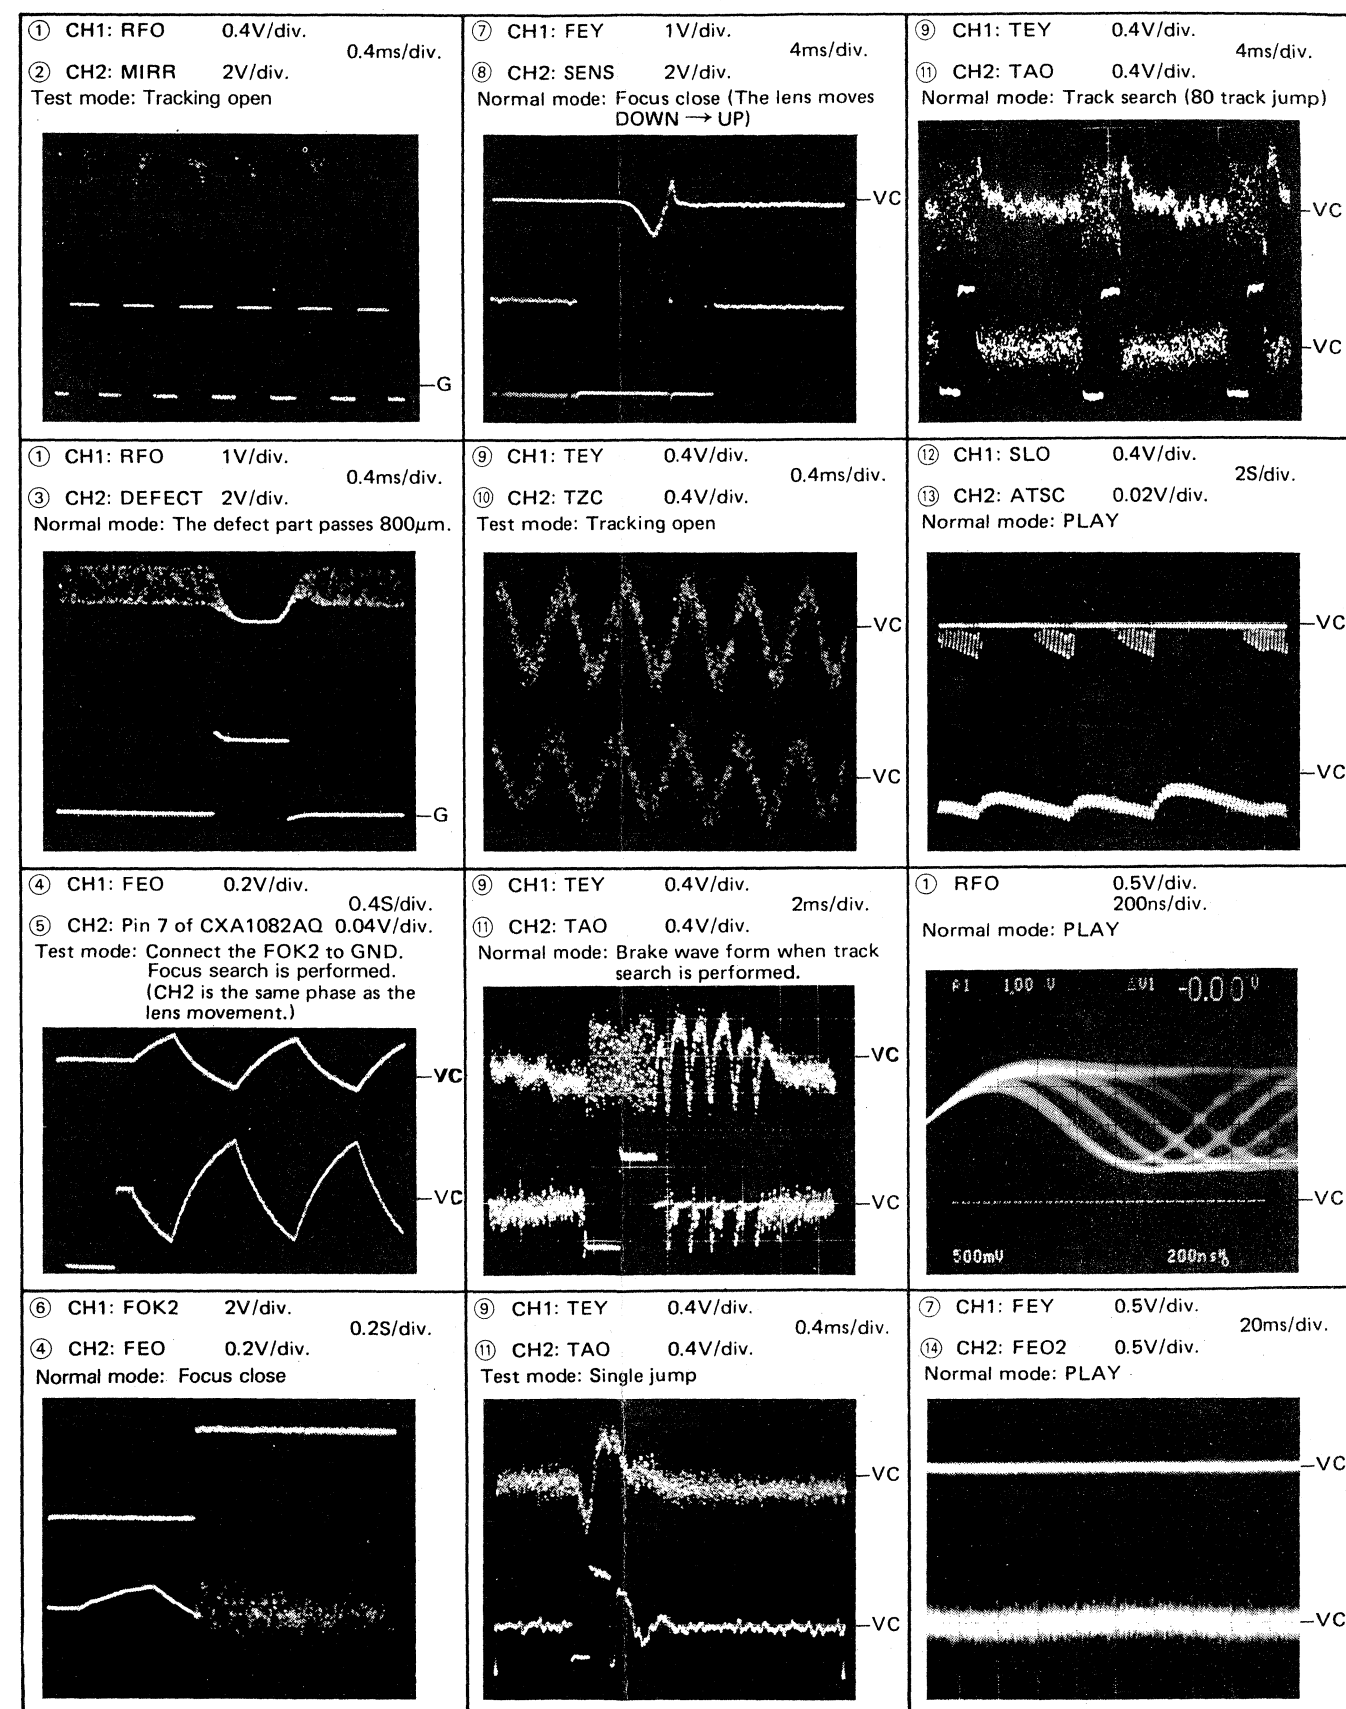 ① CH1: RFO 0.4V/div.
0.4ms/div.
② CH2: MIRR 2V/div.
Test mode: Tracking open
G
⑦ CH1: FEY 1V/div.
4ms/div.
⑧ CH2: SENS 2V/div.
Normal mode: Focus close (The lens moves
DOWN → UP)
VC
⑨ CH1: TEY 0.4V/div.
4ms/div.
⑪ CH2: TAO 0.4V/div.
Normal mode: Track search (80 track jump)
VC
VC
① CH1: RFO 1V/div.
0.4ms/div.
③ CH2: DEFECT 2V/div.
Normal mode: The defect part passes 800μm.
G
⑨ CH1: TEY 0.4V/div.
0.4ms/div.
⑩ CH2: TZC 0.4V/div.
Test mode: Tracking open
VC
VC
⑫ CH1: SLO 0.4V/div.
2S/div.
⑬ CH2: ATSC 0.02V/div.
Normal mode: PLAY
VC
VC
④ CH1: FEO 0.2V/div.
0.4S/div.
⑤ CH2: Pin 7 of CXA1082AQ 0.04V/div.
Test mode: Connect the FOK2 to GND.
Focus search is performed.
(CH2 is the same phase as the
lens movement.)
VC
VC
⑨ CH1: TEY 0.4V/div.
2ms/div.
⑪ CH2: TAO 0.4V/div.
Normal mode: Brake wave form when track
search is performed.
VC
VC
① RFO 0.5V/div.
200ns/div.
Normal mode: PLAY
A1 1.00 V ΔV1 -0.00 V
VC
500mV 200ns
⑥ CH1: FOK2 2V/div.
0.2S/div.
④ CH2: FEO 0.2V/div.
Normal mode: Focus close
⑨ CH1: TEY 0.4V/div.
0.4ms/div.
⑪ CH2: TAO 0.4V/div.
Test mode: Single jump
VC
VC
⑦ CH1: FEY 0.5V/div.
20ms/div.
⑭ CH2: FEO2 0.5V/div.
Normal mode: PLAY
VC
VC